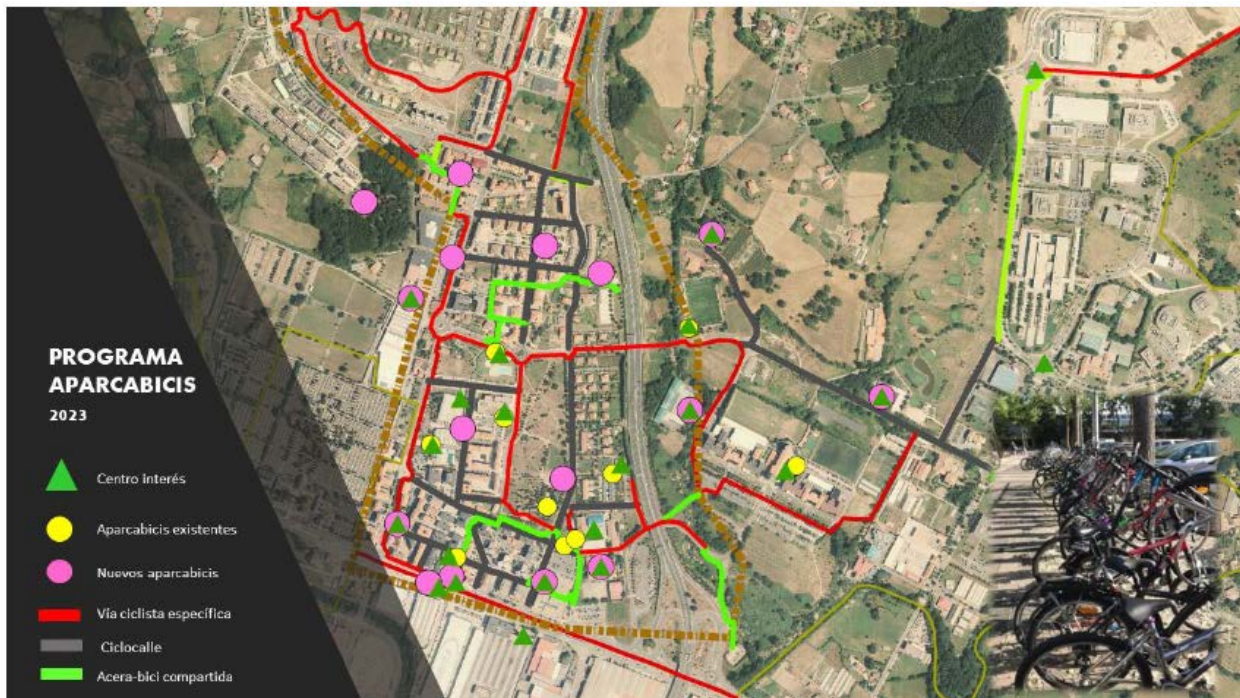 PROGRAMA
APARCABICIS
2023
Centro interés
Aparcabicis existentes
Nuevos aparcabicis
Vía ciclista específica
Ciclocalle
Acera-bici compartida